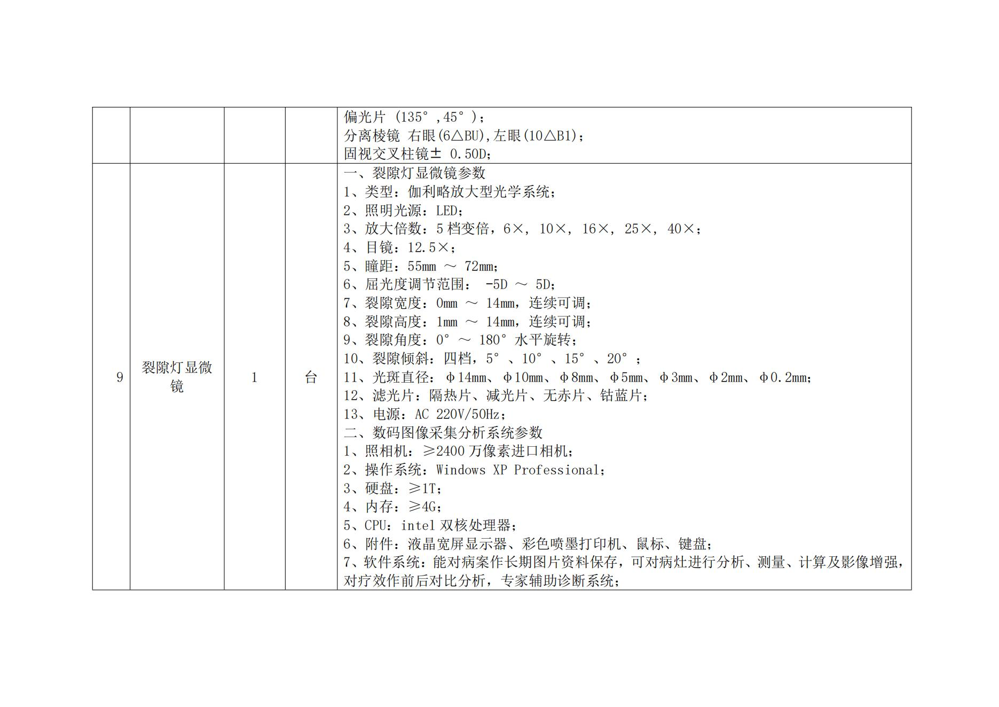 偏光片 (135°,45°);
分离棱镜 右眼(6△BU),左眼(10△B1);
固视交叉柱镜± 0.50D;
9
裂隙灯显微
镜
1
台
一、裂隙灯显微镜参数
1、类型：伽利略放大型光学系统；
2、照明光源：LED；
3、放大倍数：5 档变倍，6×, 10×, 16×, 25×, 40×；
4、目镜：12.5×；
5、瞳距：55mm ～ 72mm；
6、屈光度调节范围： -5D ～ 5D；
7、裂隙宽度：0mm ～ 14mm，连续可调；
8、裂隙高度：1mm ～ 14mm，连续可调；
9、裂隙角度：0°～ 180°水平旋转；
10、裂隙倾斜：四档，5°、10°、15°、20°；
11、光斑直径：φ14mm、φ10mm、φ8mm、φ5mm、φ3mm、φ2mm、φ0.2mm；
12、滤光片：隔热片、减光片、无赤片、钴蓝片；
13、电源：AC 220V/50Hz；
二、数码图像采集分析系统参数
1、照相机：≥2400 万像素进口相机；
2、操作系统：Windows XP Professional；
3、硬盘：≥1T；
4、内存：≥4G；
5、CPU：intel 双核处理器；
6、附件：液晶宽屏显示器、彩色喷墨打印机、鼠标、键盘；
7、软件系统：能对病案作长期图片资料保存，可对病灶进行分析、测量、计算及影像增强，
对疗效作前后对比分析，专家辅助诊断系统；